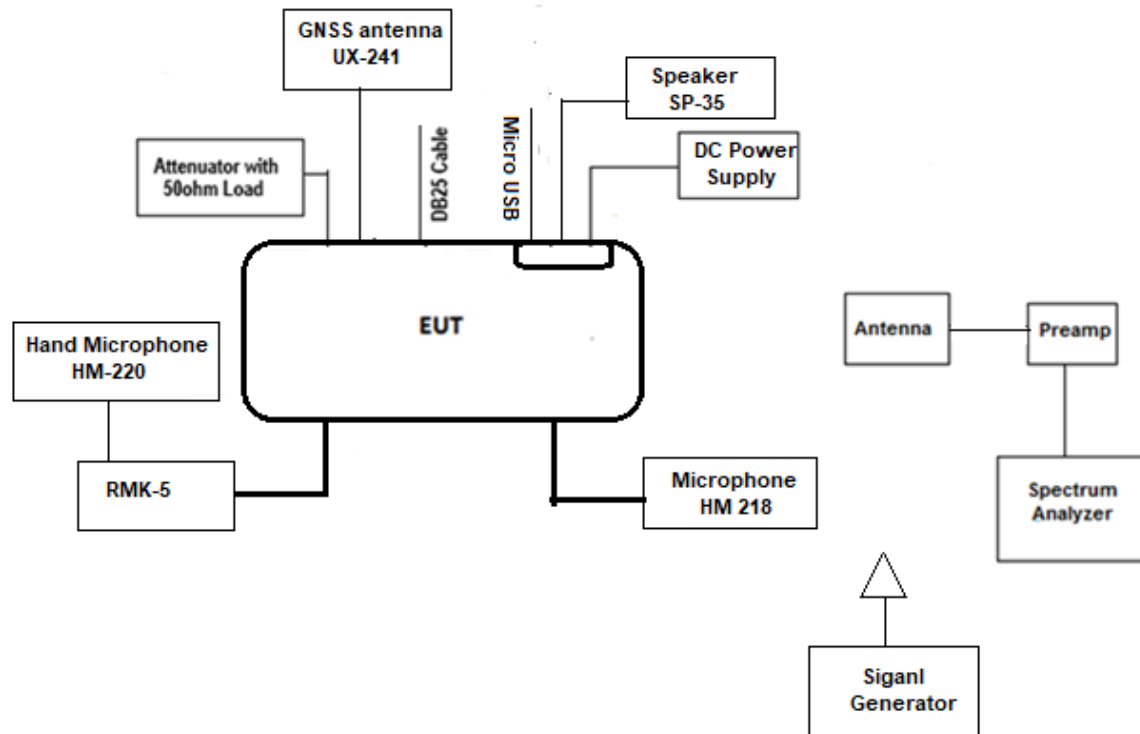 GNSS antenna
UX-241
Speaker
SP-35
Attenuator with
50ohm Load
DB25 Cable
Micro USB
DC Power
Supply
EUT
Antenna
Preamp
Hand Microphone
HM-220
RMK-5
Microphone
HM 218
Spectrum
Analyzer
Siganl
Generator